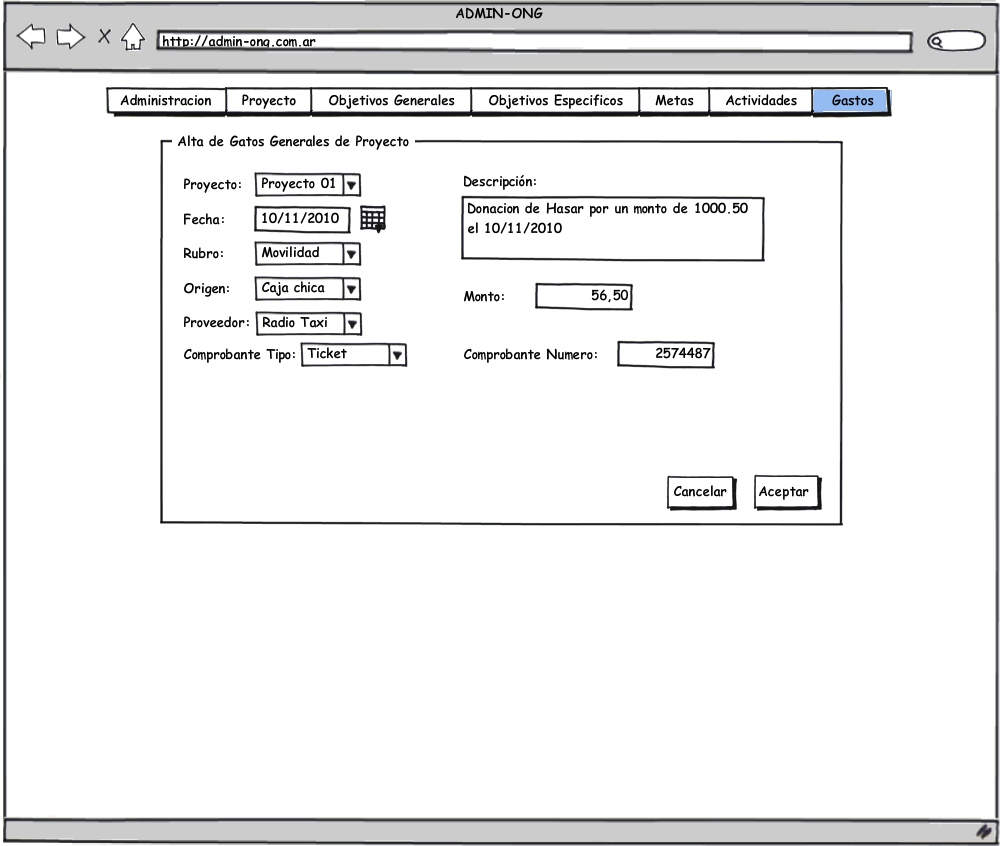 ADMIN-ONG
http://admin-ong.com.ar
Administracion Proyecto Objetivos Generales Objetivos Especificos Metas Actividades Gastos
Alta de Gatos Generales de Proyecto
Proyecto: Proyecto 01
Fecha: 10/11/2010
Rubro: Movilidad
Origen: Caja chica
Proveedor: Radio Taxi
Comprobante Tipo: Ticket
Descripción:
Donacion de Hasar por un monto de 1000.50
el 10/11/2010
Monto: 56,50
Comprobante Numero: 2574487
Cancelar Aceptar